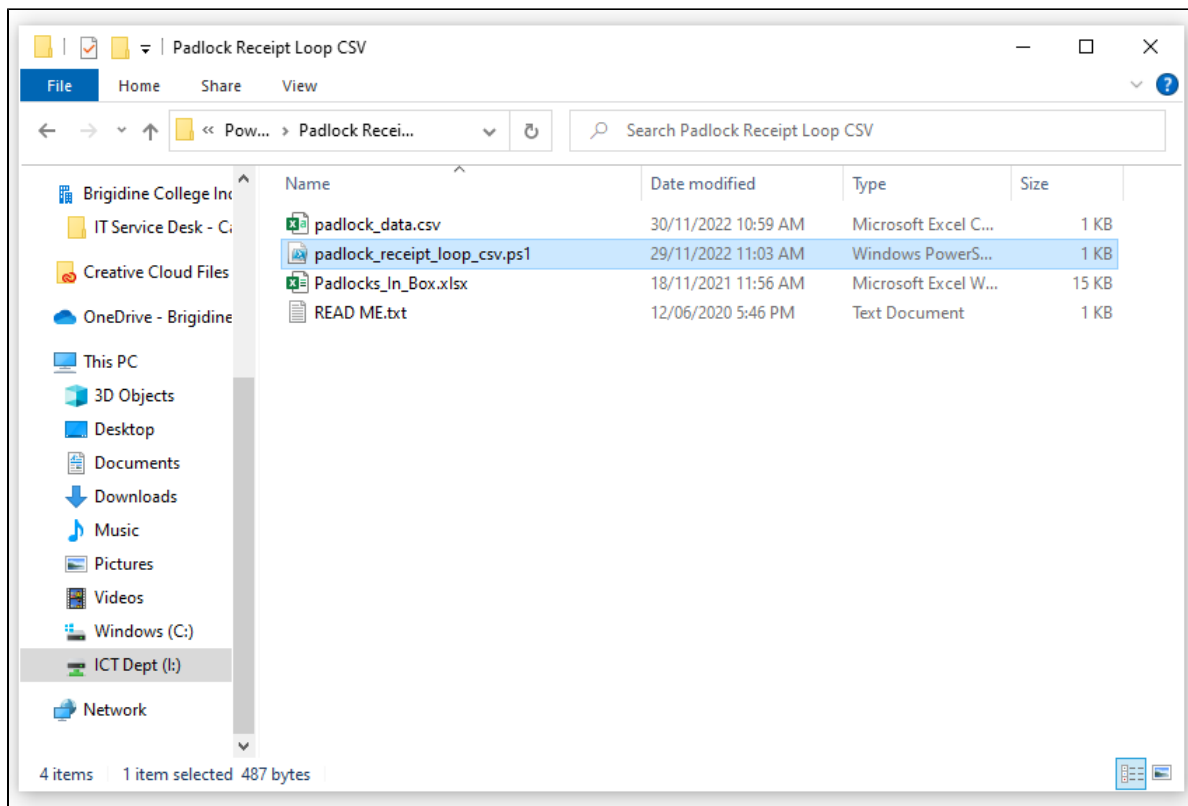 Padlock Receipt Loop CSV
File Home Share View
« Pow... > Padlock Recei... Search Padlock Receipt Loop CSV
Brigidine College Inc
IT Service Desk - Ca
Creative Cloud Files
OneDrive - Brigidine
This PC
3D Objects
Desktop
Documents
Downloads
Music
Pictures
Videos
Windows (C:)
ICT Dept (I:)
Network
Name Date modified Type Size
padlock_data.csv 30/11/2022 10:59 AM Microsoft Excel C... 1 KB
padlock_receipt_loop_csv.ps1 29/11/2022 11:03 AM Windows PowerS... 1 KB
Padlocks_In_Box.xlsx 18/11/2021 11:56 AM Microsoft Excel W... 15 KB
READ ME.txt 12/06/2020 5:46 PM Text Document 1 KB
4 items 1 item selected 487 bytes